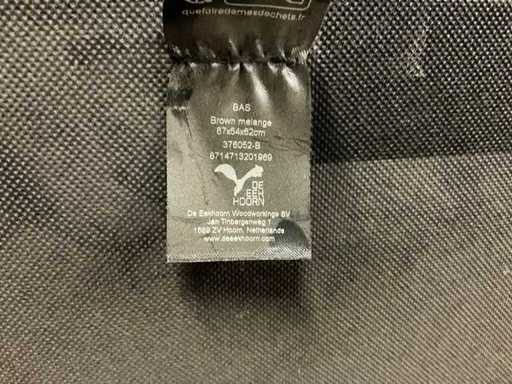 quefairedemesdechets.fr
BAS
Brown melange
67x54x62cm
376052-B
8714713201969
DE
EEK
HOORN
De Eekhoorn Woodworkings BV
Jan Tinbergenweg 1
1689 ZV Hoorn, Netherlands
www.deeekhoorn.com